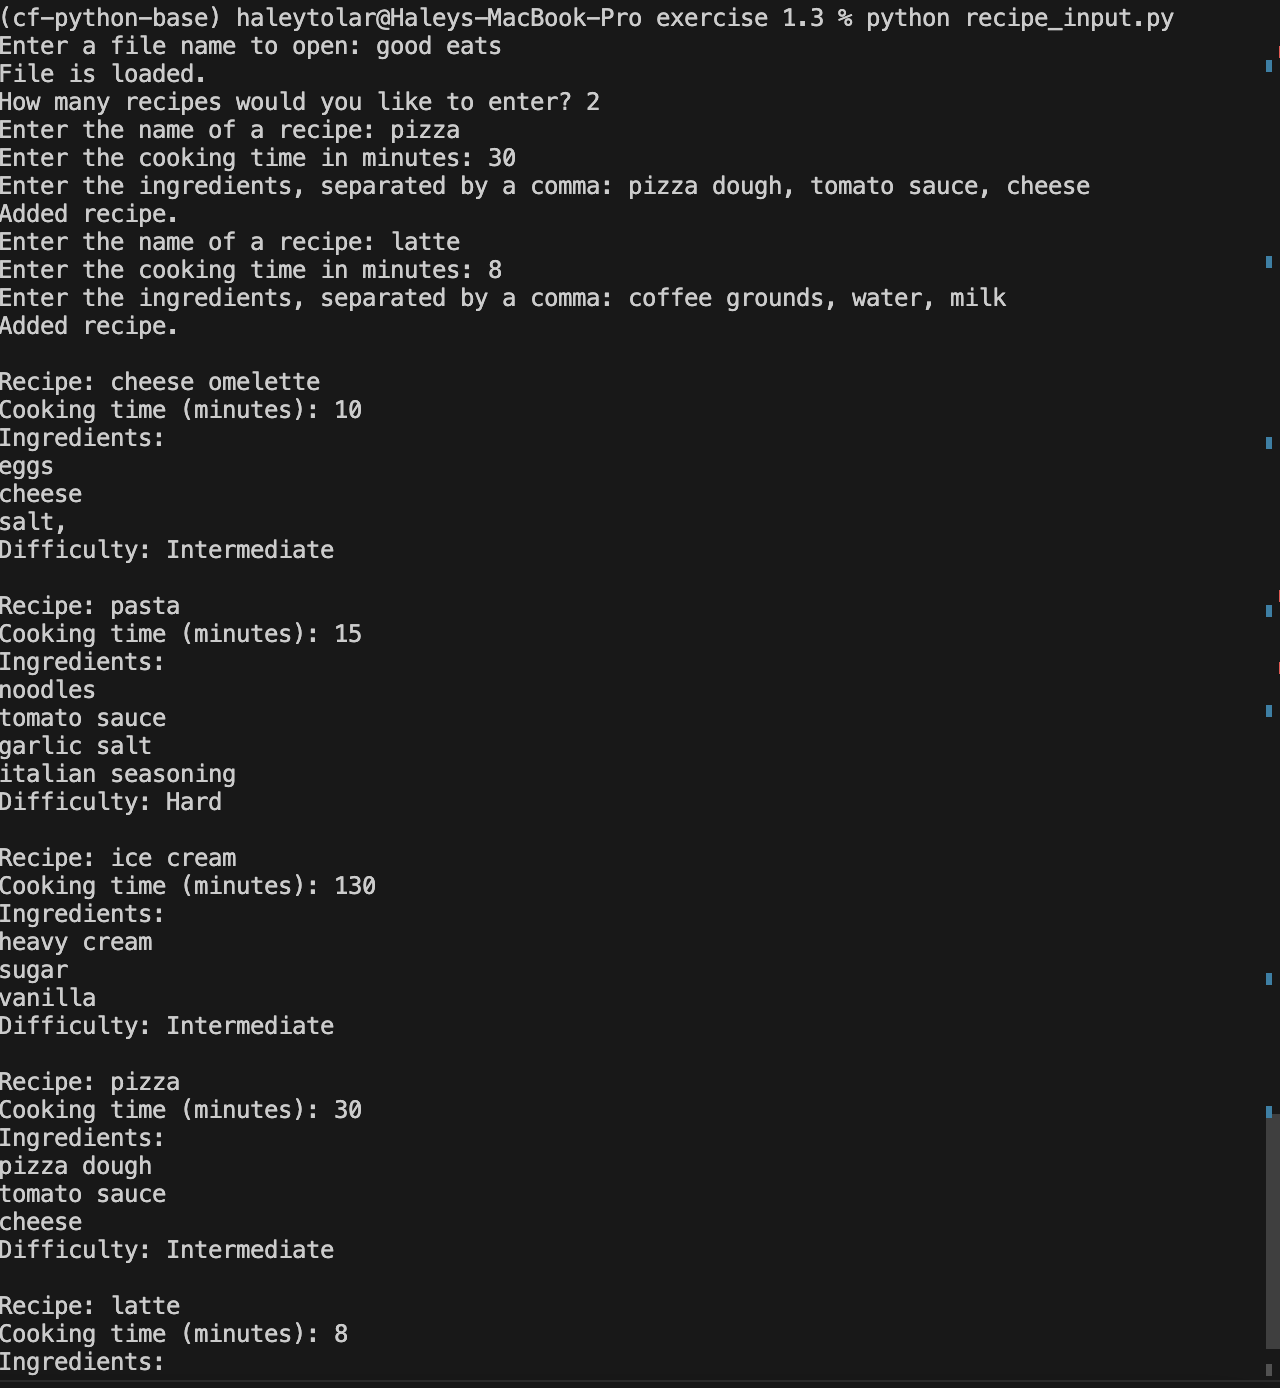 (cf-python-base) haleytolar@Haleys-MacBook-Pro exercise 1.3 % python recipe_input.py
Enter a file name to open: good eats
File is loaded.
How many recipes would you like to enter? 2
Enter the name of a recipe: pizza
Enter the cooking time in minutes: 30
Enter the ingredients, separated by a comma: pizza dough, tomato sauce, cheese
Added recipe.
Enter the name of a recipe: latte
Enter the cooking time in minutes: 8
Enter the ingredients, separated by a comma: coffee grounds, water, milk
Added recipe.

Recipe: cheese omelette
Cooking time (minutes): 10
Ingredients:
eggs
cheese
salt,
Difficulty: Intermediate

Recipe: pasta
Cooking time (minutes): 15
Ingredients:
noodles
tomato sauce
garlic salt
italian seasoning
Difficulty: Hard

Recipe: ice cream
Cooking time (minutes): 130
Ingredients:
heavy cream
sugar
vanilla
Difficulty: Intermediate

Recipe: pizza
Cooking time (minutes): 30
Ingredients:
pizza dough
tomato sauce
cheese
Difficulty: Intermediate

Recipe: latte
Cooking time (minutes): 8
Ingredients: